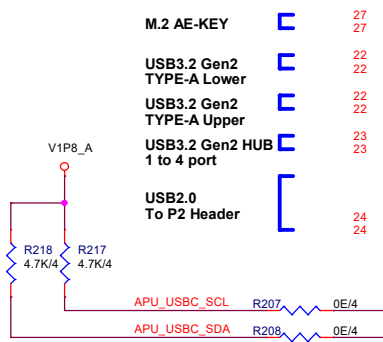 M.2 AE-KEY
27
27
USB3.2 Gen2
TYPE-A Lower
22
22
USB3.2 Gen2
TYPE-A Upper
22
22
USB3.2 Gen2 HUB
1 to 4 port
23
23
V1P8_A
USB2.0
To P2 Header
24
24
R218
4.7K/4
R217
4.7K/4
APU_USBC_SCL R207 0E/4
APU_USBC_SDA R208 0E/4